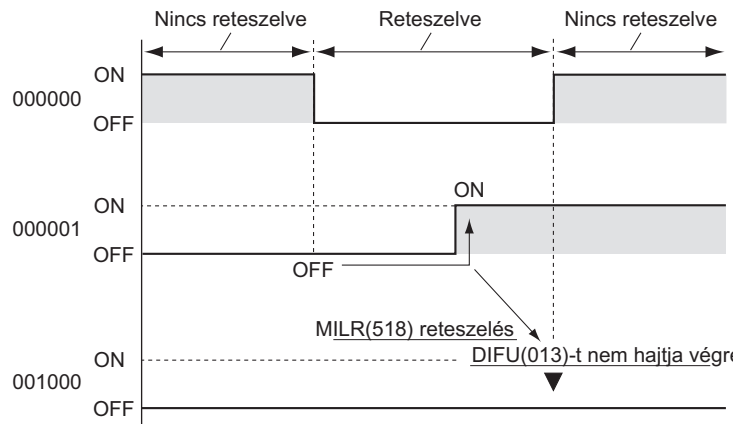 Nincs reteszelve
Reteszelve
Nincs reteszelve
ON
000000
OFF
ON
ON
000001
OFF
OFF
MILR(518) reteszelés
DIFU(013)-t nem hajtja végre
ON
001000
OFF